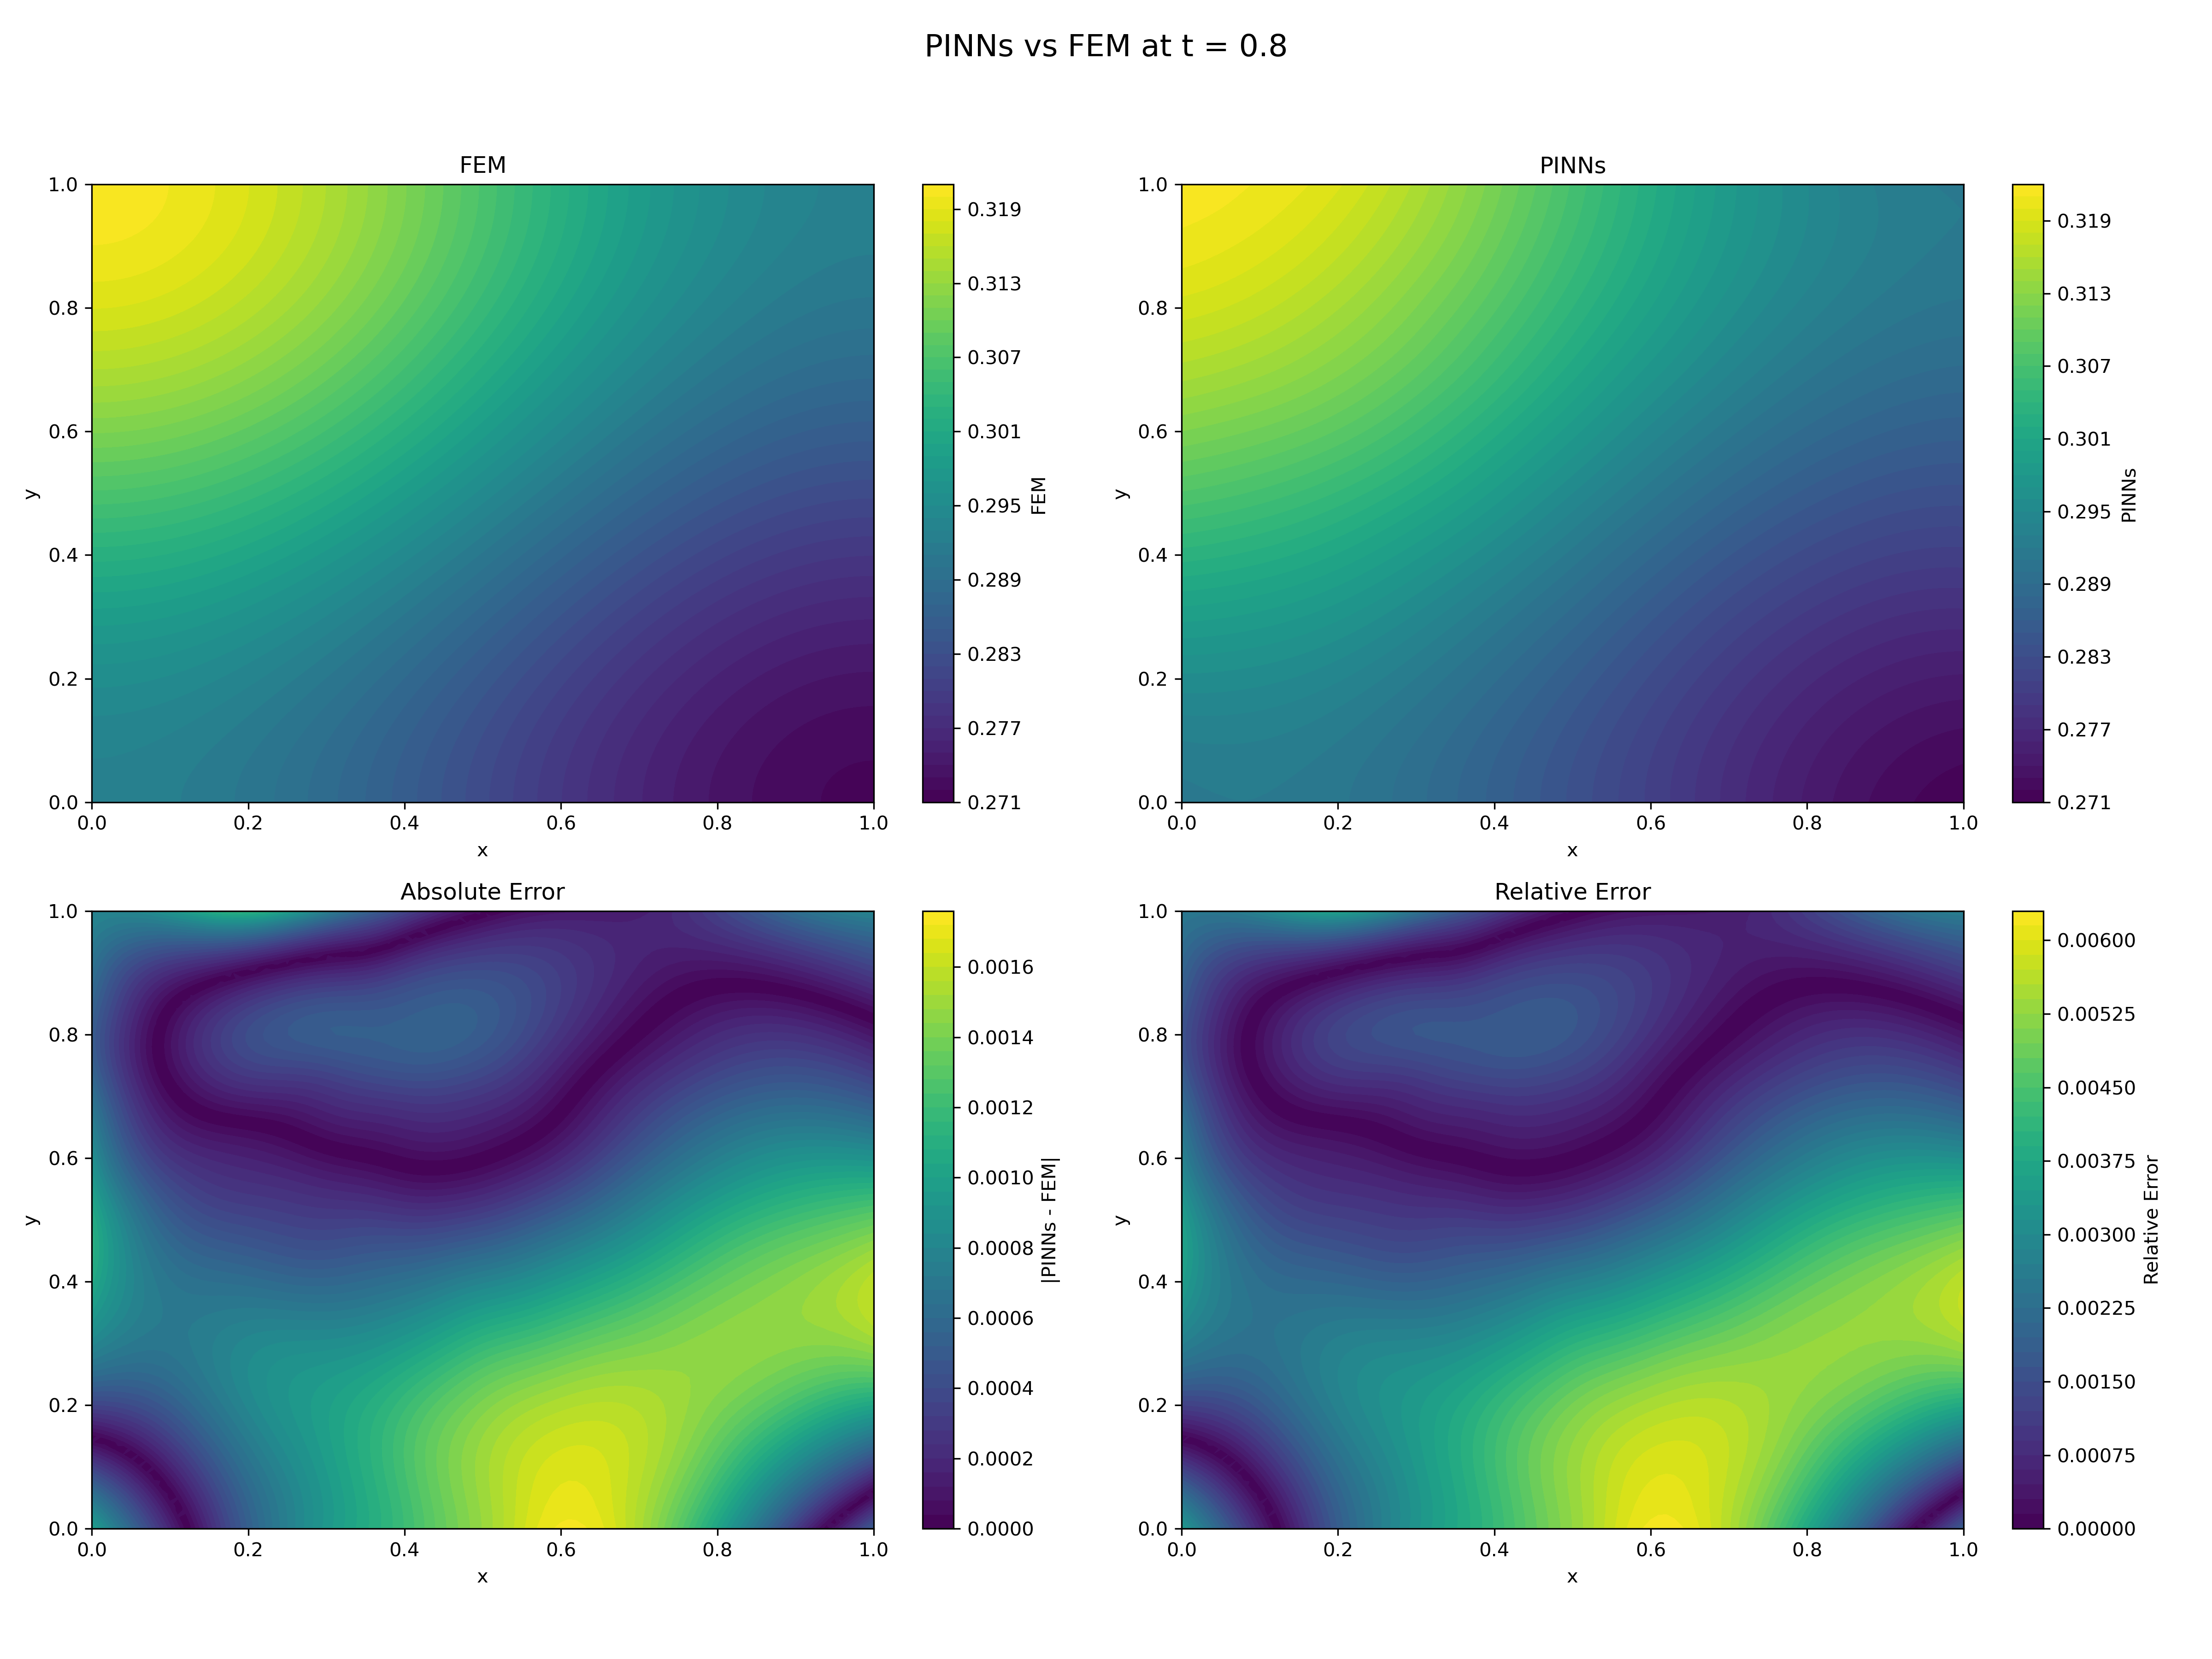 PINNs vs FEM at t = 0.8
FEM
1.0
0.8
0.6
0.4
0.2
0.0
y
0.0 0.2 0.4 0.6 0.8 1.0
x
0.319
0.313
0.307
0.301
0.295
0.289
0.283
0.277
0.271
FEM
PINNs
1.0
0.8
0.6
0.4
0.2
0.0
y
0.0 0.2 0.4 0.6 0.8 1.0
x
0.319
0.313
0.307
0.301
0.295
0.289
0.283
0.277
0.271
PINNs
Absolute Error
1.0
0.8
0.6
0.4
0.2
0.0
y
0.0 0.2 0.4 0.6 0.8 1.0
x
0.0016
0.0014
0.0012
0.0010
0.0008
0.0006
0.0004
0.0002
0.0000
|PINNs - FEM|
Relative Error
1.0
0.8
0.6
0.4
0.2
0.0
y
0.0 0.2 0.4 0.6 0.8 1.0
x
0.00600
0.00525
0.00450
0.00375
0.00300
0.00225
0.00150
0.00075
0.00000
Relative Error